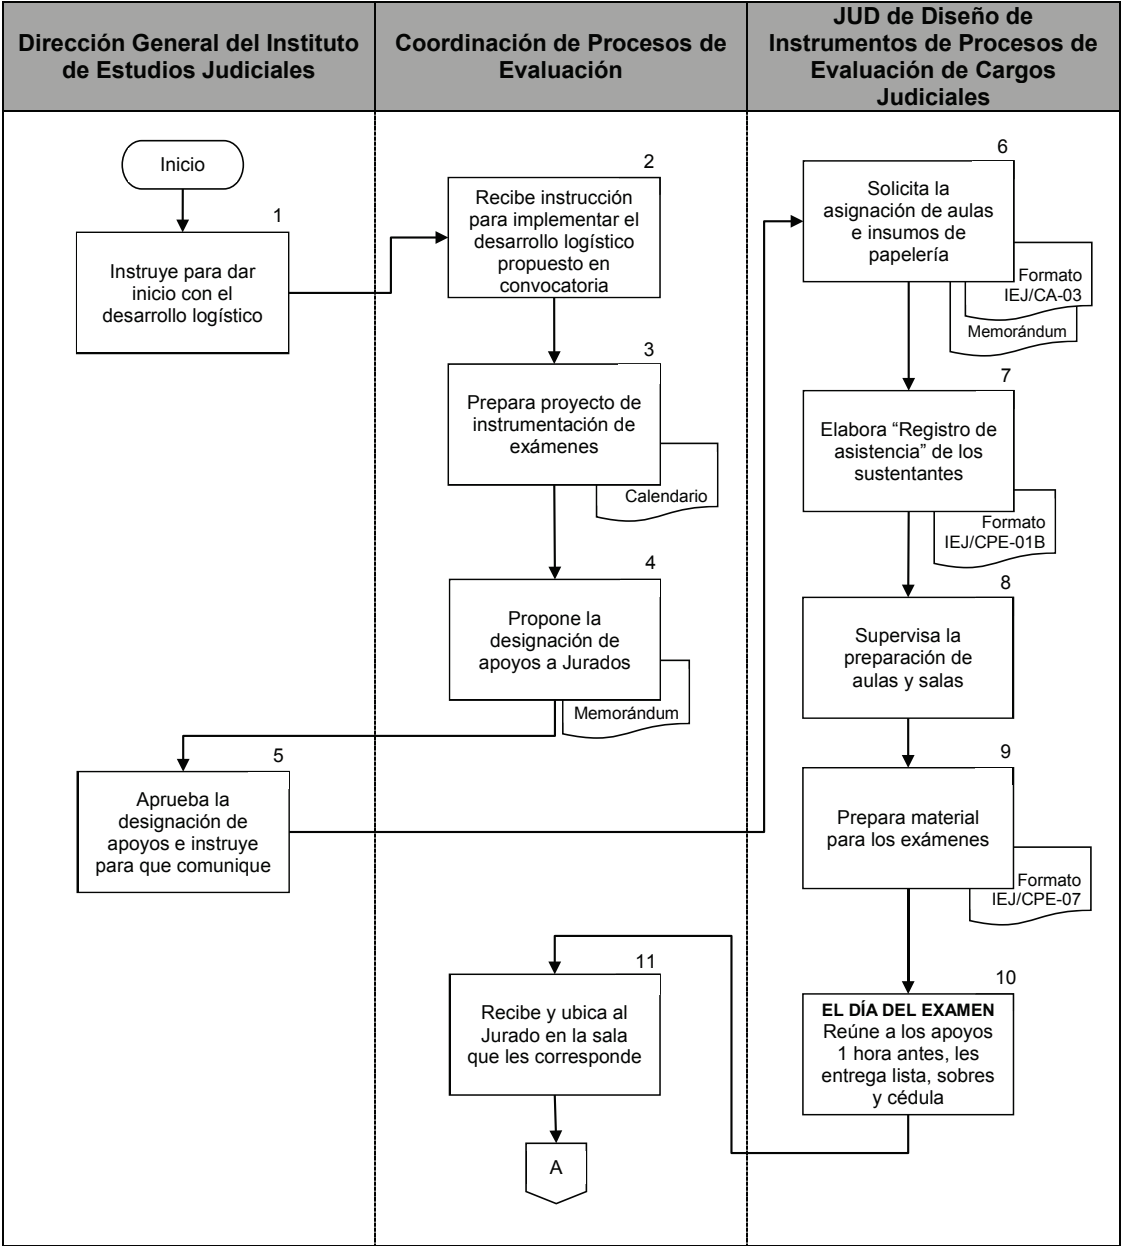 Dirección General del Instituto
de Estudios Judiciales
Coordinación de Procesos de
Evaluación
JUD de Diseño de
Instrumentos de Procesos de
Evaluación de Cargos
Judiciales
Inicio
1
Instruye para dar
inicio con el
desarrollo logístico
2
Recibe instrucción
para implementar el
desarrollo logístico
propuesto en
convocatoria
3
Prepara proyecto de
instrumentación de
exámenes
Calendario
4
Propone la
designación de
apoyos a Jurados
Memorándum
5
Aprueba la
designación de
apoyos e instruye
para que comunique
6
Solicita la
asignación de aulas
e insumos de
papelería
Formato
IEJ/CA-03
Memorándum
7
Elabora “Registro de
asistencia” de los
sustentantes
Formato
IEJ/CPE-01B
8
Supervisa la
preparación de
aulas y salas
9
Prepara material
para los exámenes
Formato
IEJ/CPE-07
10
EL DÍA DEL EXAMEN
Reúne a los apoyos
1 hora antes, les
entrega lista, sobres
y cédula
11
Recibe y ubica al
Jurado en la sala
que les corresponde
A